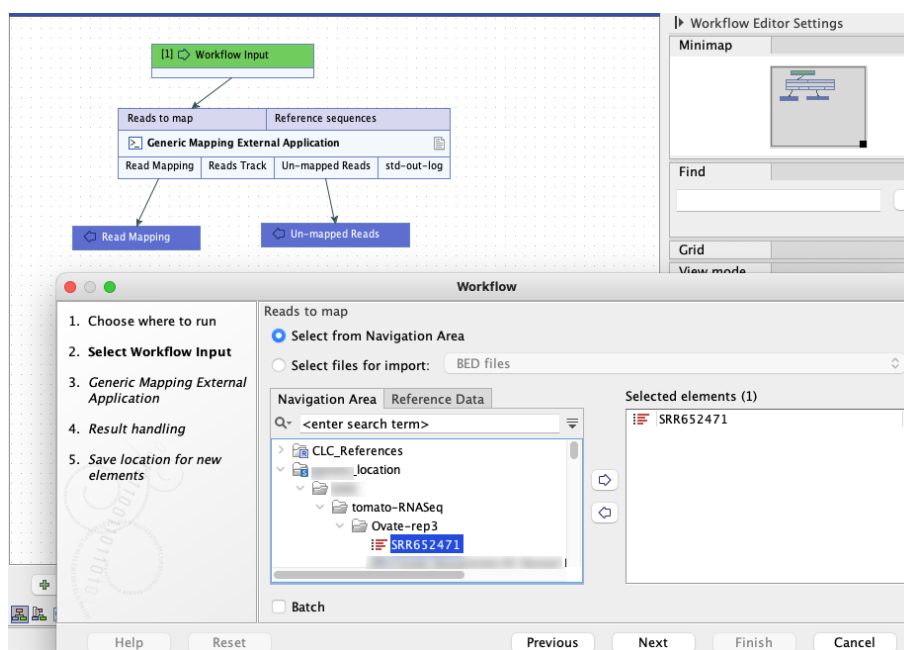 Workflow Editor Settings
Minimap
[1] Workflow Input
Reads to map Reference sequences
Generic Mapping External Application
Read Mapping Reads Track Un-mapped Reads std-out-log
Find
Read Mapping
Un-mapped Reads
Grid
View mode
Workflow
1. Choose where to run
2. Select Workflow Input
3. Generic Mapping External
Application
4. Result handling
5. Save location for new
elements
Reads to map
Select from Navigation Area
Select files for import: BED files
Navigation Area Reference Data
<enter search term>
CLC_References
_location
tomato-RNASeq
Ovate-rep3
SRR652471
Selected elements (1)
SRR652471
Batch
Help Reset Previous Next Finish Cancel